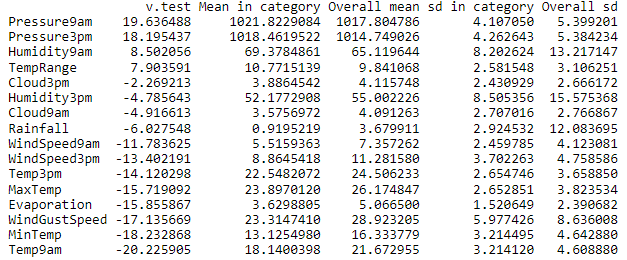 v.test Mean in category Overall mean sd in category Overall sd
Pressure9am 19.636488 1021.8229084 1017.804786 4.107050 5.399201
Pressure3pm 18.195437 1018.4619522 1014.749026 4.262643 5.384234
Humidity9am 8.502056 69.3784861 65.119644 8.202624 13.217147
TempRange 7.903591 10.7715139 9.841068 2.581548 3.106251
Cloud3pm -2.269213 3.8864542 4.115748 2.430929 2.666172
Humidity3pm -4.785643 52.1772908 55.002226 8.505356 15.575368
Cloud9am -4.916613 3.5756972 4.091263 2.707016 2.766867
Rainfall -6.027548 0.9195219 3.679911 2.924532 12.083695
WindSpeed9am -11.783625 5.5159363 7.357262 2.459785 4.123081
WindSpeed3pm -13.402191 8.8645418 11.281580 3.702263 4.758586
Temp3pm -14.120298 22.5482072 24.506233 2.654746 3.658850
MaxTemp -15.719092 23.8970120 26.174847 2.652851 3.823534
Evaporation -15.855867 3.6298805 5.066500 1.520649 2.390682
WindGustSpeed -17.135669 23.3147410 28.923205 5.977426 8.636008
MinTemp -18.232868 13.1254980 16.333779 3.214495 4.642880
Temp9am -20.225905 18.1400398 21.672955 3.214120 4.608880